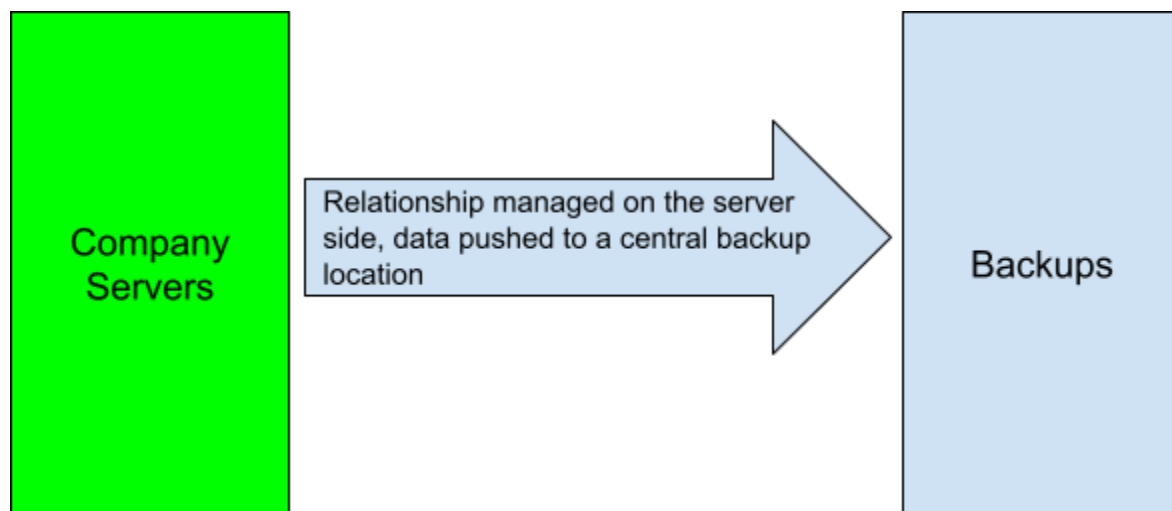 Company
Servers
Relationship managed on the server
side, data pushed to a central backup
location
Backups